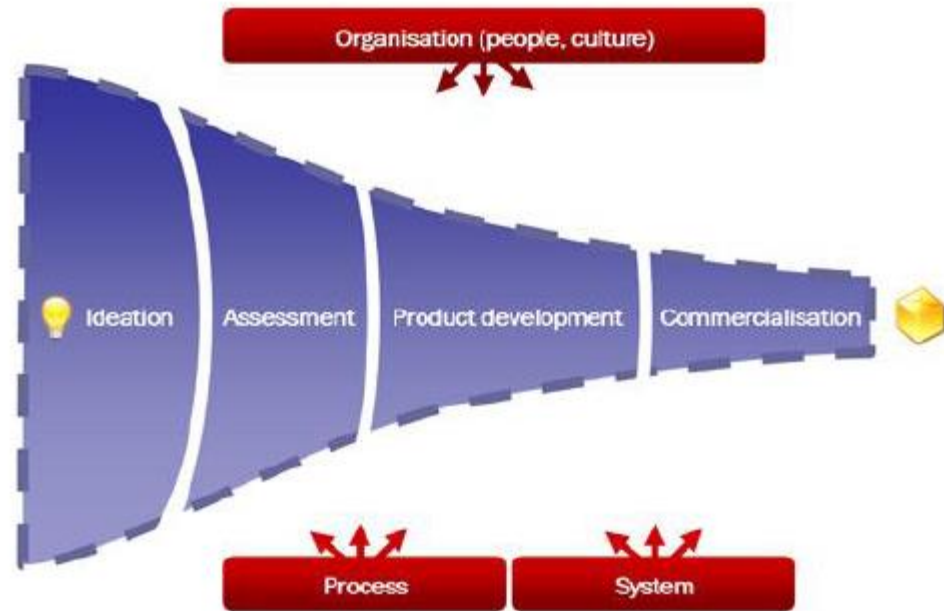 Organisation (people, culture)
Ideation
Assessment
Product development
Commercialisation
Process
System